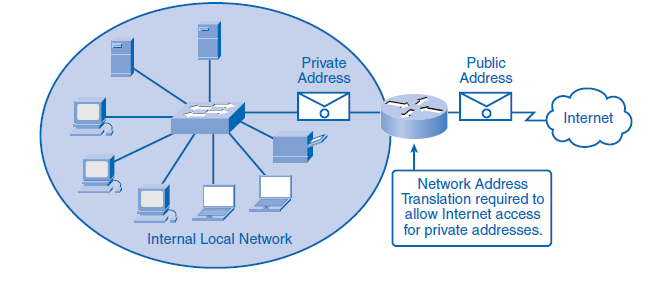 Private
Address
Public
Address
Internet
Network Address
Translation required to
allow Internet access
for private addresses.
Internal Local Network